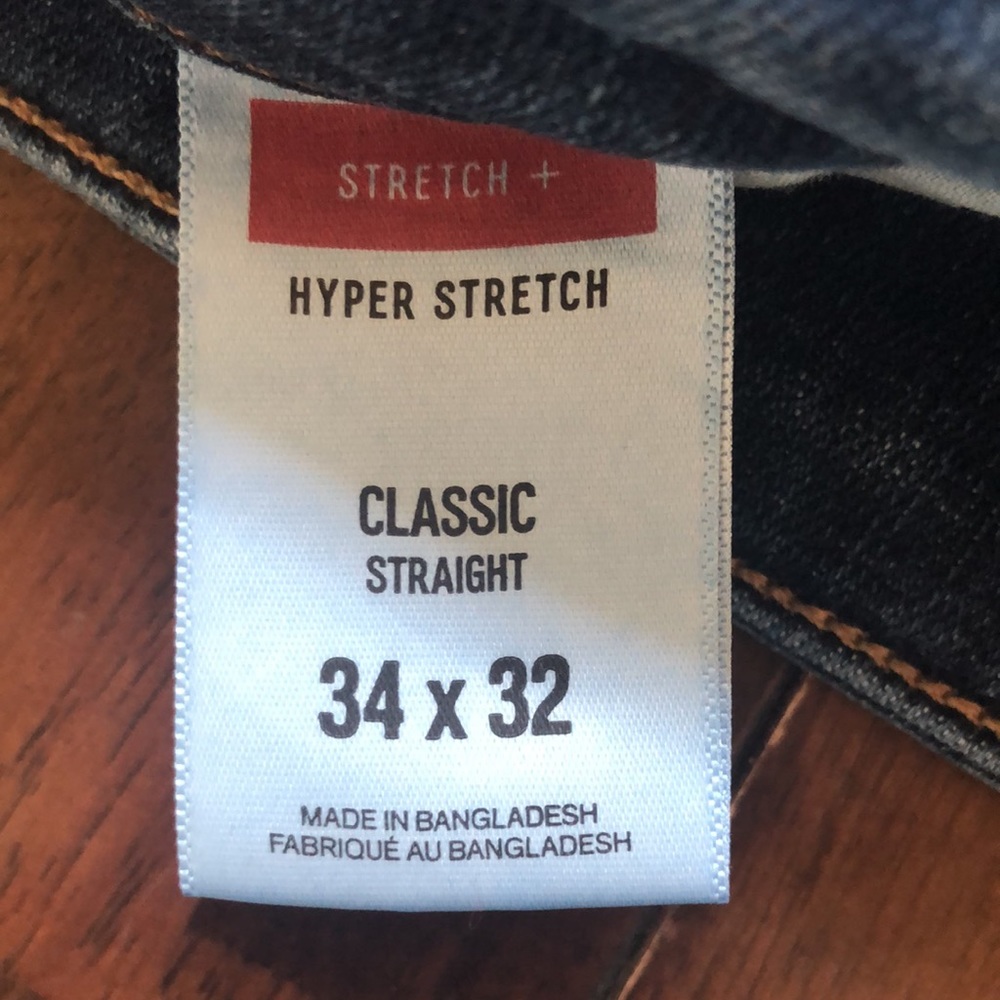 STRETCH +
HYPER STRETCH
CLASSIC
STRAIGHT
34 x 32
MADE IN BANGLADESH
FABRIQUÉ AU BANGLADESH